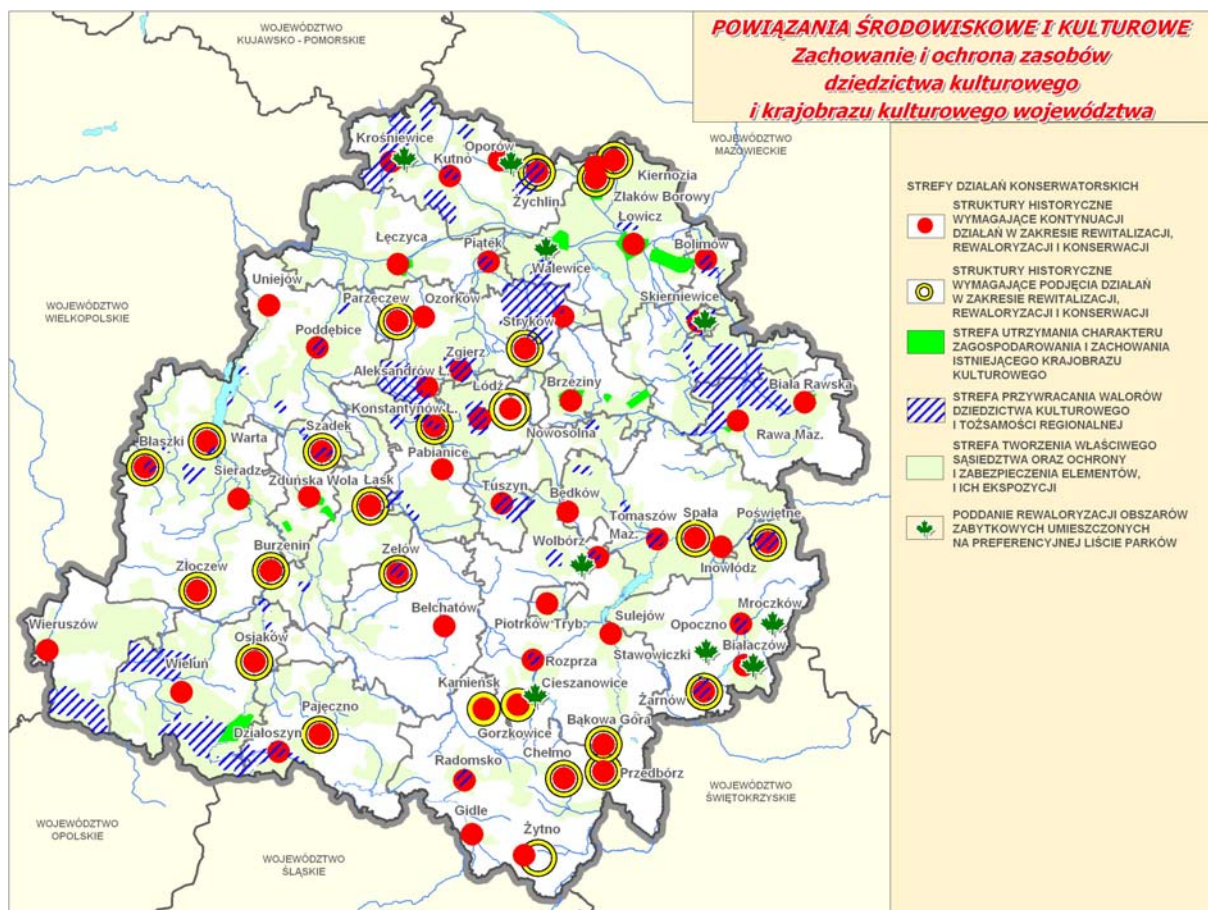 POWIĄZANIA ŚRODOWISKOWE I KULTUROWE
Zachowanie i ochrona zasobów
dziedzictwa kulturowego
i krajobrazu kulturowego województwa
WOJEWÓDZTWO
KUJAWSKO - POMORSKIE
WOJEWÓDZTWO
MAZOWIECKIE
WOJEWÓDZTWO
WIELKOPOLSKIE
WOJEWÓDZTWO
OPOLSKIE
WOJEWÓDZTWO
ŚLĄSKIE
WOJEWÓDZTWO
ŚWIĘTOKRZYSKIE
Krośniewice
Oporów
Kutno
Kiernozia
Żychlin
Złaków Borowy
Łowicz
Łęczyca
Piątek
Bolimów
Walewice
Uniejów
Skierniewice
Parzęczew
Ozorków
Stryków
Poddębice
Zgierz
Aleksandrów Ł.
Łódź
Brzeziny
Biała Rawska
Konstantynów Ł.
Nowosolna
Rawa Maz.
Błaszki
Warta
Szadek
Pabianice
Sieradz
Zduńska Wola
Łask
Tuszyn
Będków
Tomaszów
Maz.
Spała
Poświętne
Wolbórz
Inowłódz
Burzenin
Zelów
Złoczew
Mroczków
Bełchatów
Piotrków Tryb.
Sulejów
Opoczno
Wieruszów
Osjaków
Stawowiczki
Białaczów
Wieluń
Rozprza
Kamieńsk
Cieszanowice
Żarnów
Pajęczno
Gorzkowice
Bąkowa Góra
Działoszyn
Chełmo
Radomsko
Przedbórz
Gidle
Żytno
STREFY DZIAŁAŃ KONSERWATORSKICH
STRUKTURY HISTORYCZNE
WYMAGAJĄCE KONTYNUACJI
DZIAŁAŃ W ZAKRESIE REWITALIZACJI,
REWALORYZACJI I KONSERWACJI
STRUKTURY HISTORYCZNE
WYMAGAJĄCE PODJĘCIA DZIAŁAŃ
W ZAKRESIE REWITALIZACJI,
REWALORYZACJI I KONSERWACJI
STREFA UTRZYMANIA CHARAKTERU
ZAGOSPODAROWANIA I ZACHOWANIA
ISTNIEJĄCEGO KRAJOBRAZU
KULTUROWEGO
STREFA PRZYWRACANIA WALORÓW
DZIEDZICTWA KULTUROWEGO
I TOŻSAMOŚCI REGIONALNEJ
STREFA TWORZENIA WŁAŚCIWEGO
SĄSIEDZTWA ORAZ OCHRONY
I ZABEZPIECZENIA ELEMENTÓW,
I ICH EKSPOZYCJI
PODDANIE REWALORYZACJI OBSZARÓW
ZABYTKOWYCH UMIESZCZONYCH
NA PREFERENCYJNEJ LIŚCIE PARKÓW